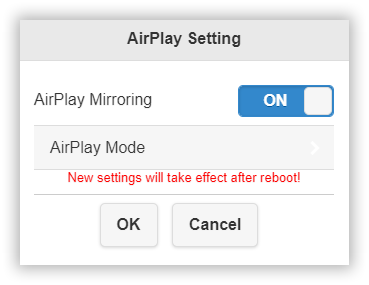 AirPlay Setting
AirPlay Mirroring ON
AirPlay Mode
New settings will take effect after reboot!
OK Cancel